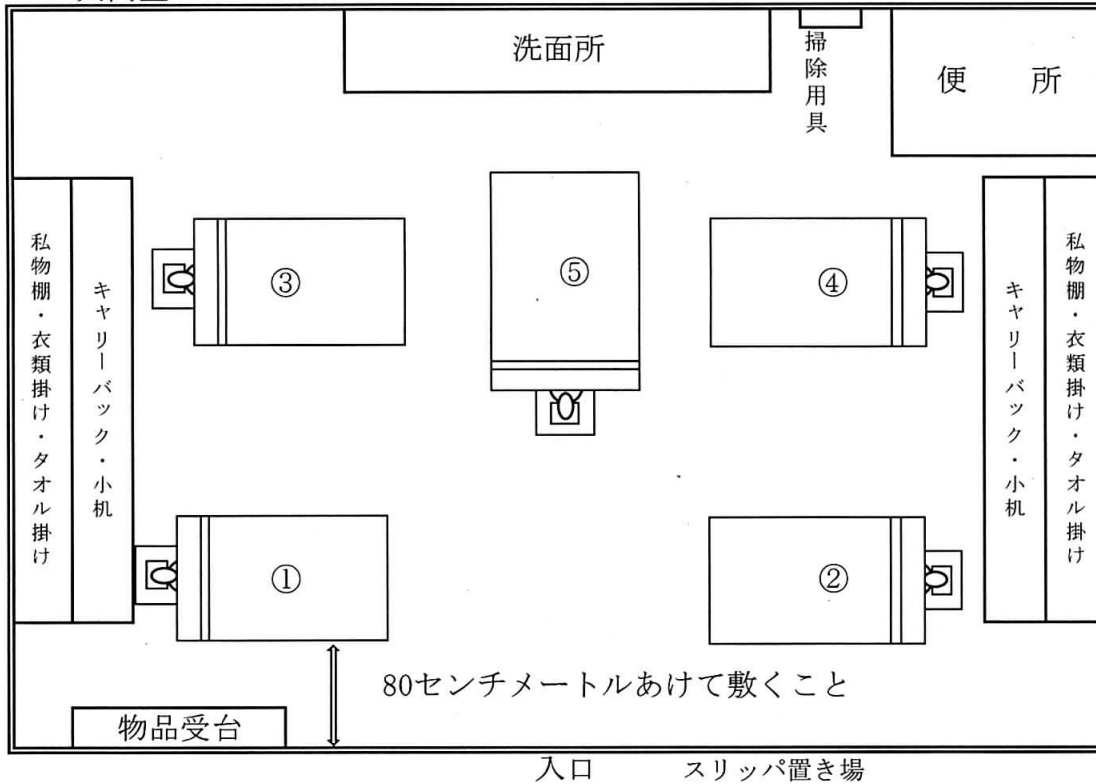 洗面所
掃除用具
便 所
私物棚・衣類掛け・タオル掛け
キャリーバック・小机
③
⑤
④
キャリーバック・小机
私物棚・衣類掛け・タオル掛け
①
②
80センチメートルあけて敷くこと
物品受台
入口 スリッパ置き場